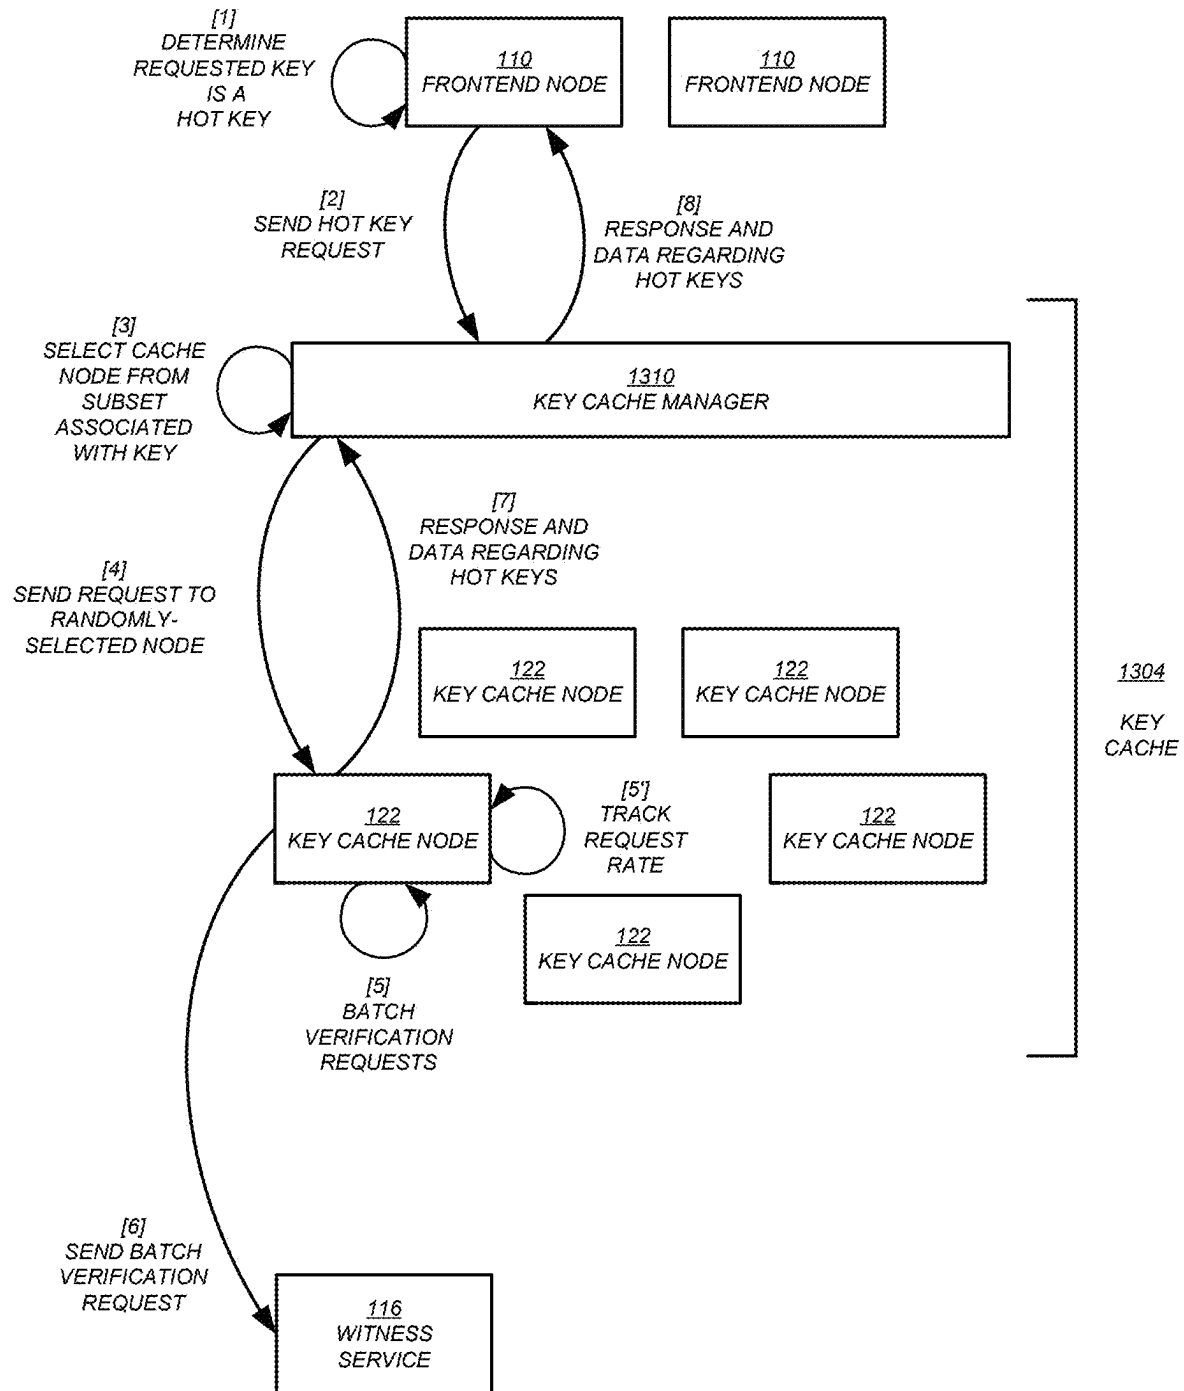 [1]
DETERMINE
REQUESTED KEY
IS A
HOT KEY
110
FRONTEND NODE
110
FRONTEND NODE
[2]
SEND HOT KEY
REQUEST
[8]
RESPONSE AND
DATA REGARDING
HOT KEYS
[3]
SELECT CACHE
NODE FROM
SUBSET
ASSOCIATED
WITH KEY
1310
KEY CACHE MANAGER
[7]
RESPONSE AND
DATA REGARDING
HOT KEYS
[4]
SEND REQUEST TO
RANDOMLY-
SELECTED NODE
122
KEY CACHE NODE
122
KEY CACHE NODE
1304
KEY
CACHE
122
KEY CACHE NODE
[5']
TRACK
REQUEST
RATE
122
KEY CACHE NODE
122
KEY CACHE NODE
[5]
BATCH
VERIFICATION
REQUESTS
[6]
SEND BATCH
VERIFICATION
REQUEST
116
WITNESS
SERVICE